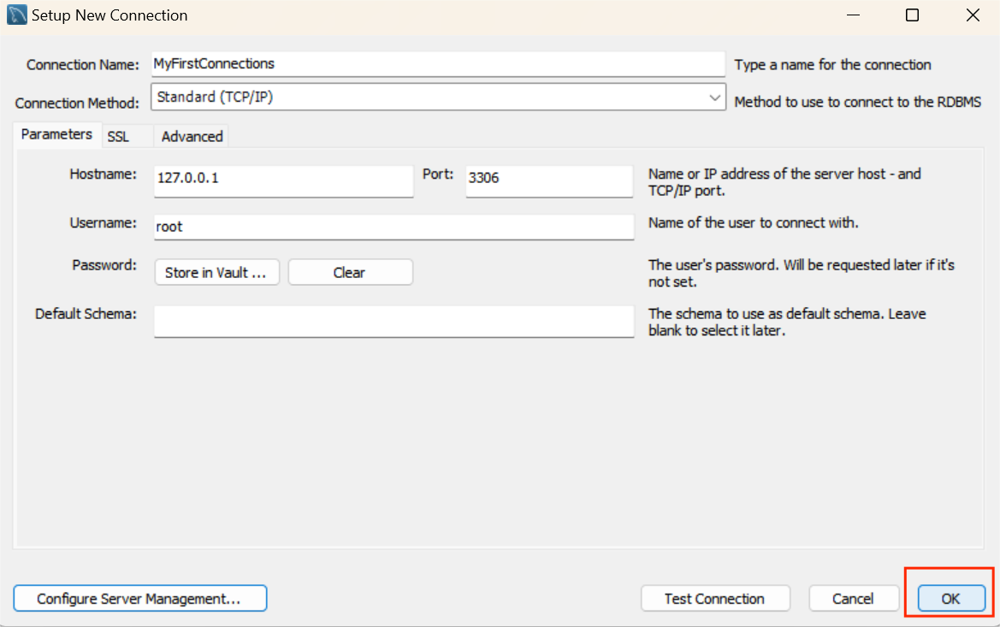 Setup New Connection
Connection Name: MyFirstConnections Type a name for the connection
Connection Method: Standard (TCP/IP) Method to use to connect to the RDBMS
Parameters SSL Advanced
Hostname: 127.0.0.1 Port: 3306 Name or IP address of the server host - and
TCP/IP port.
Username: root Name of the user to connect with.
Password: Store in Vault ... Clear The user's password. Will be requested later if it's
not set.
Default Schema: The schema to use as default schema. Leave
blank to select it later.
Configure Server Management... Test Connection Cancel OK